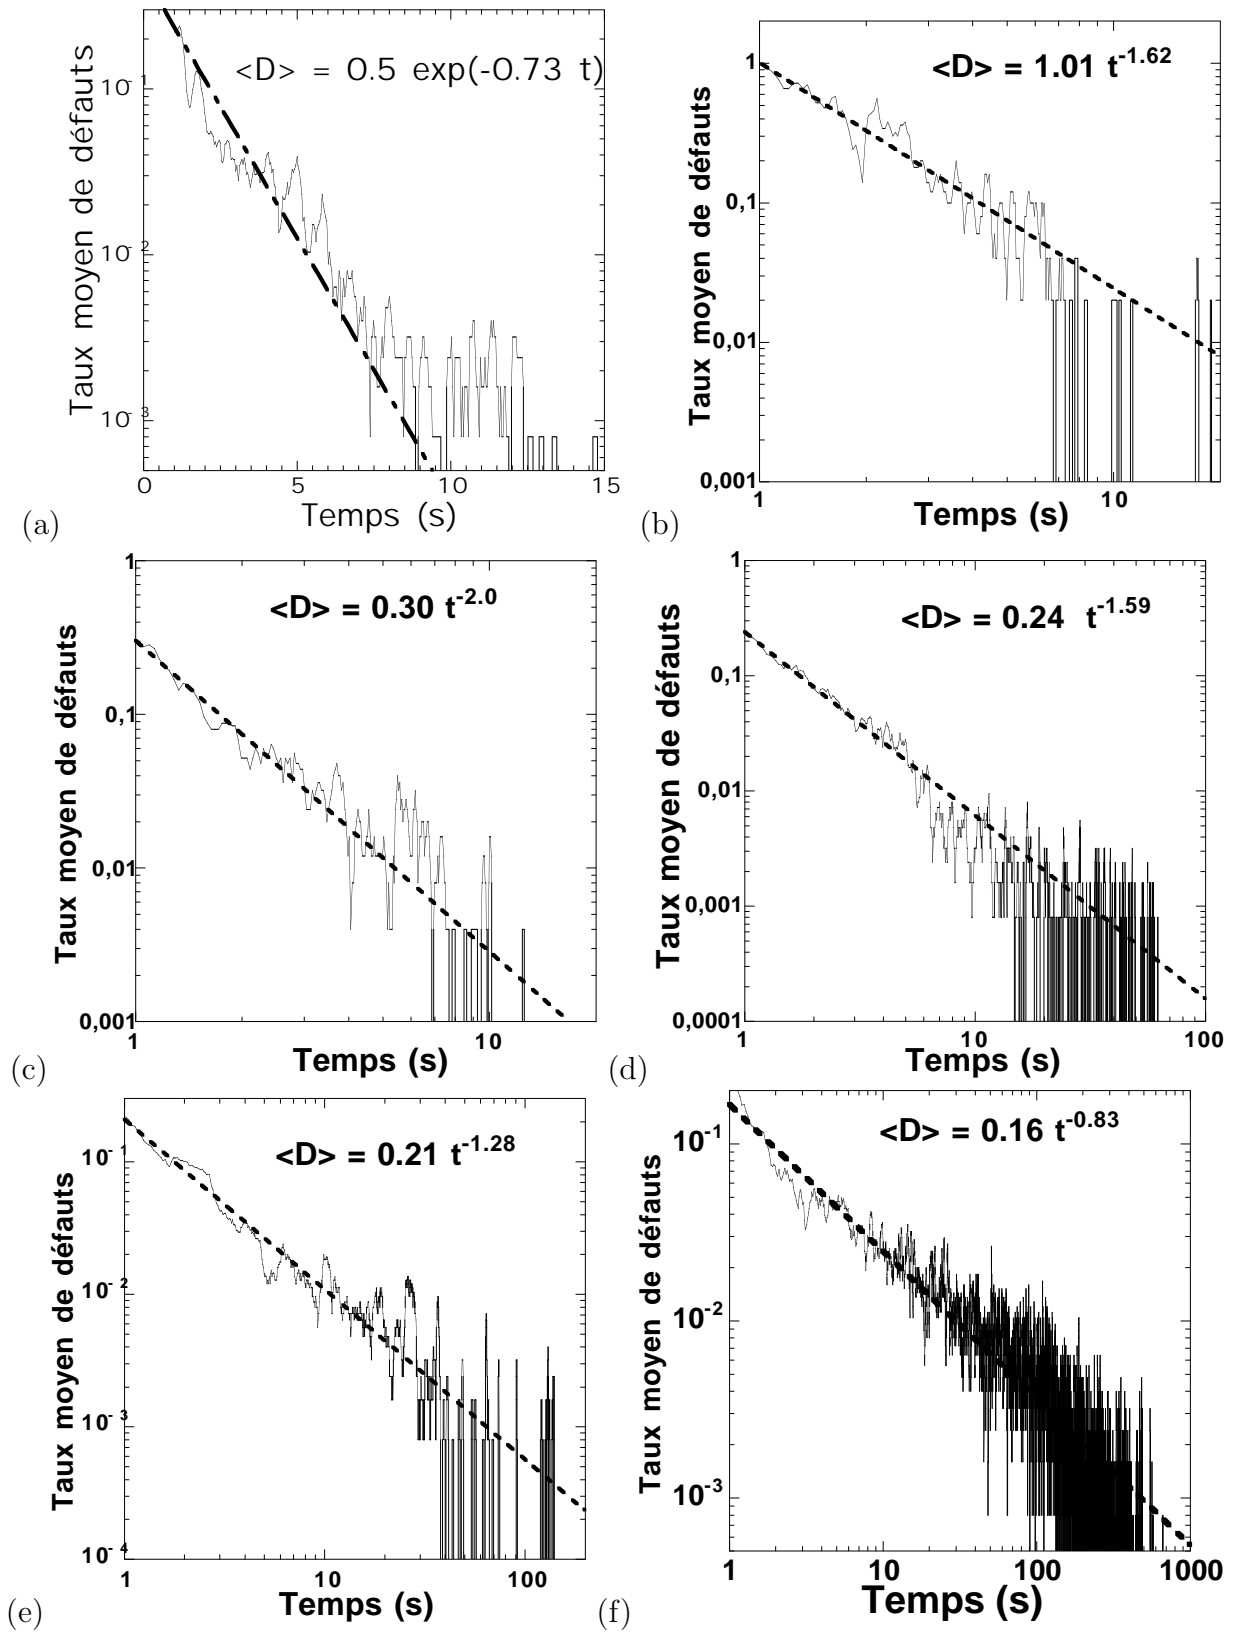 <D> = 0.5 exp(-0.73 t)
10^-1
10^-2
10^-3
Taux moyen de défauts
0 5 10 15
Temps (s)
(a)
<D> = 1.01 t^-1.62
1
0,1
0,01
0,001
Taux moyen de défauts
1 10
Temps (s)
(b)
<D> = 0.30 t^-2.0
1
0,1
0,01
0,001
Taux moyen de défauts
1 10
Temps (s)
(c)
<D> = 0.24 t^-1.59
1
0,1
0,01
0,001
0,0001
Taux moyen de défauts
1 10 100
Temps (s)
(d)
<D> = 0.21 t^-1.28
10^-1
10^-2
10^-3
10^-4
Taux moyen de défauts
1 10 100
Temps (s)
(e)
<D> = 0.16 t^-0.83
10^-1
10^-2
10^-3
Taux moyen de défauts
1 10 100 1000
Temps (s)
(f)